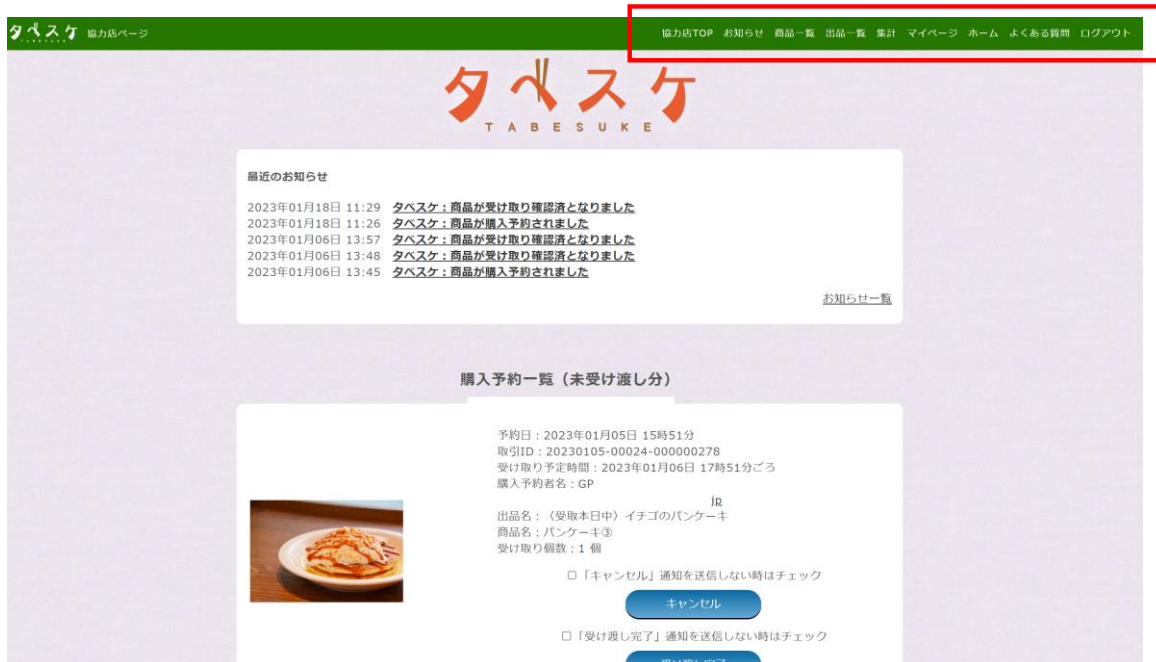 タベスケ 協力店ページ 協力店TOP お知らせ 商品一覧 出品一覧 集計 マイページ ホーム よくある質問 ログアウト
タベスケ
TABESUKE
最近のお知らせ
2023年01月18日 11:29 タベスケ：商品が受け取り確認済となりました
2023年01月18日 11:26 タベスケ：商品が購入予約されました
2023年01月06日 13:57 タベスケ：商品が受け取り確認済となりました
2023年01月06日 13:48 タベスケ：商品が受け取り確認済となりました
2023年01月06日 13:45 タベスケ：商品が購入予約されました
お知らせ一覧
購入予約一覧（未受け渡し分）
予約日：2023年01月05日 15時51分
取引ID：20230105-00024-000000278
受け取り予定時間：2023年01月06日 17時51分ごろ
購入予約者名：GP
jp
出品名：〈受取本日中〉イチゴのパンケーキ
商品名：パンケーキ③
受け取り個数：1 個
「キャンセル」通知を送信しない時はチェック
キャンセル
「受け渡し完了」通知を送信しない時はチェック
受け渡し完了